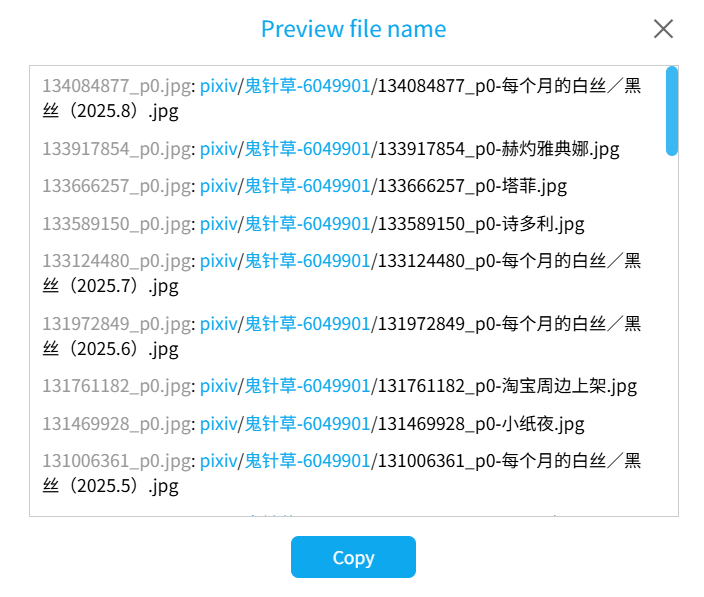 Preview file name
134084877_p0.jpg: pixiv/鬼针草-6049901/134084877_p0-每个月的白丝／黑
丝（2025.8）.jpg
133917854_p0.jpg: pixiv/鬼针草-6049901/133917854_p0-赫灼雅典娜.jpg
133666257_p0.jpg: pixiv/鬼针草-6049901/133666257_p0-塔菲.jpg
133589150_p0.jpg: pixiv/鬼针草-6049901/133589150_p0-诗多利.jpg
133124480_p0.jpg: pixiv/鬼针草-6049901/133124480_p0-每个月的白丝／黑
丝（2025.7）.jpg
131972849_p0.jpg: pixiv/鬼针草-6049901/131972849_p0-每个月的白丝／黑
丝（2025.6）.jpg
131761182_p0.jpg: pixiv/鬼针草-6049901/131761182_p0-淘宝周边上架.jpg
131469928_p0.jpg: pixiv/鬼针草-6049901/131469928_p0-小纸夜.jpg
131006361_p0.jpg: pixiv/鬼针草-6049901/131006361_p0-每个月的白丝／黑
丝（2025.5）.jpg
Copy